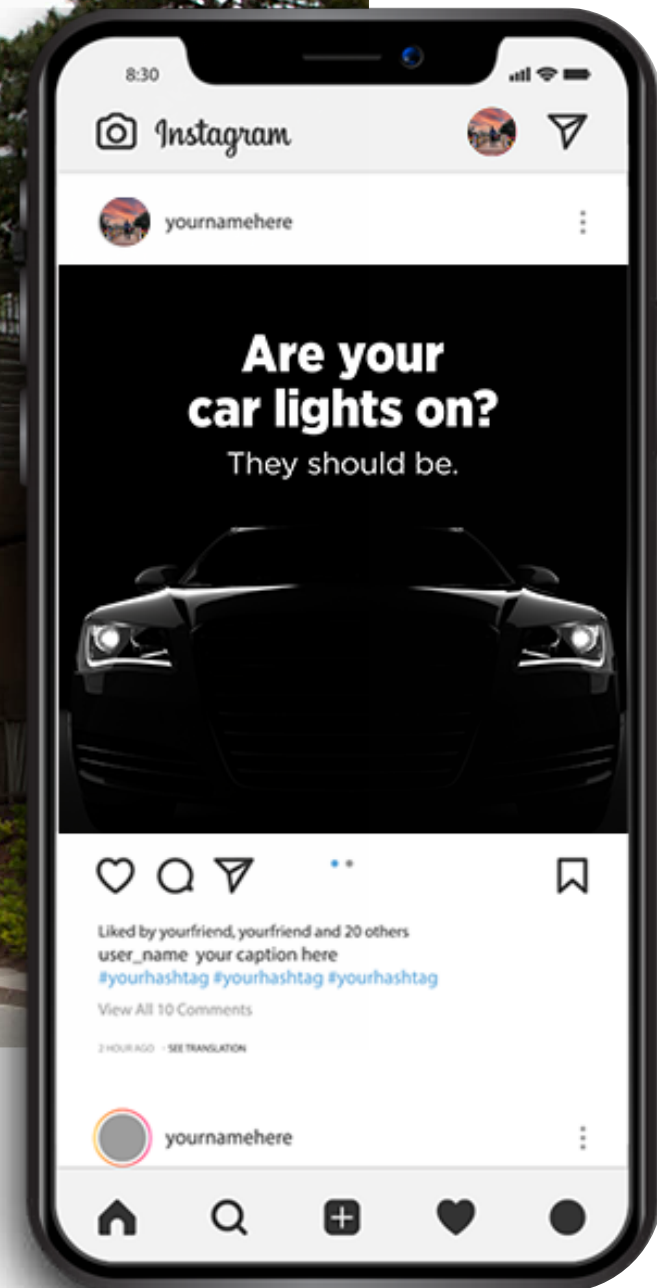 8:30
Instagram
yournamehere
Are your
car lights on?
They should be.
Liked by yourfriend, yourfriend and 20 others
user_name your caption here
#yourhashtag #yourhashtag #yourhashtag
View All 10 Comments
2 HOUR AGO · SEE TRANSLATION
yournamehere